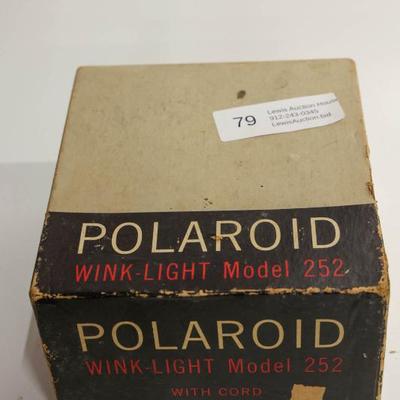 79
Lewis Auction House
912-243-0345
LewisAuction.bid
POLAROID
WINK-LIGHT Model 252
POLAROID
WINK-LIGHT Model 252
WITH CORD